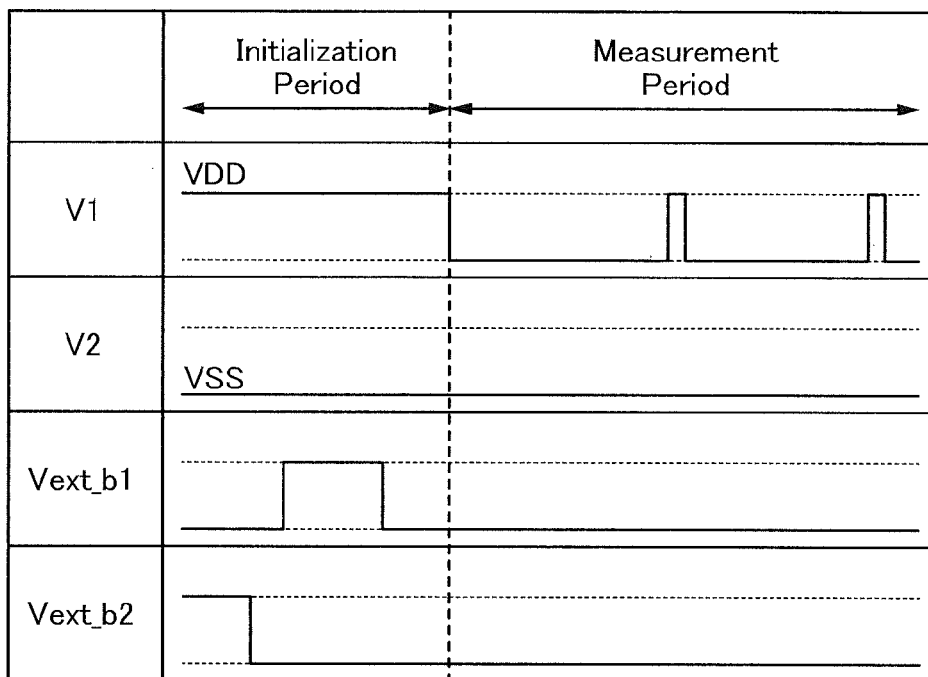 Initialization
Period
Measurement
Period
V1
VDD
V2
VSS
Vext_b1
Vext_b2